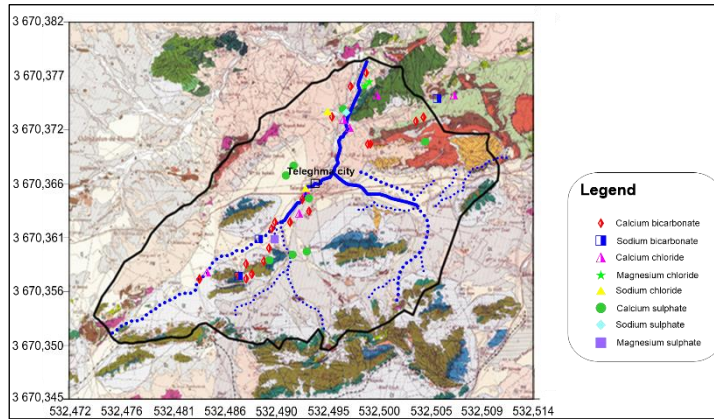 3 670,382
3 670,377
3 670,372
3 670,366
3 670,361
3 670,356
3 670,350
3 670,345
Teleghma city
532,472 532,476 532,481 532,486 532,490 532,495 532,500 532,505 532,509 532,514
Legend
Calcium bicarbonate
Sodium bicarbonate
Calcium chloride
Magnesium chloride
Sodium chloride
Calcium sulphate
Sodium sulphate
Magnesium sulphate